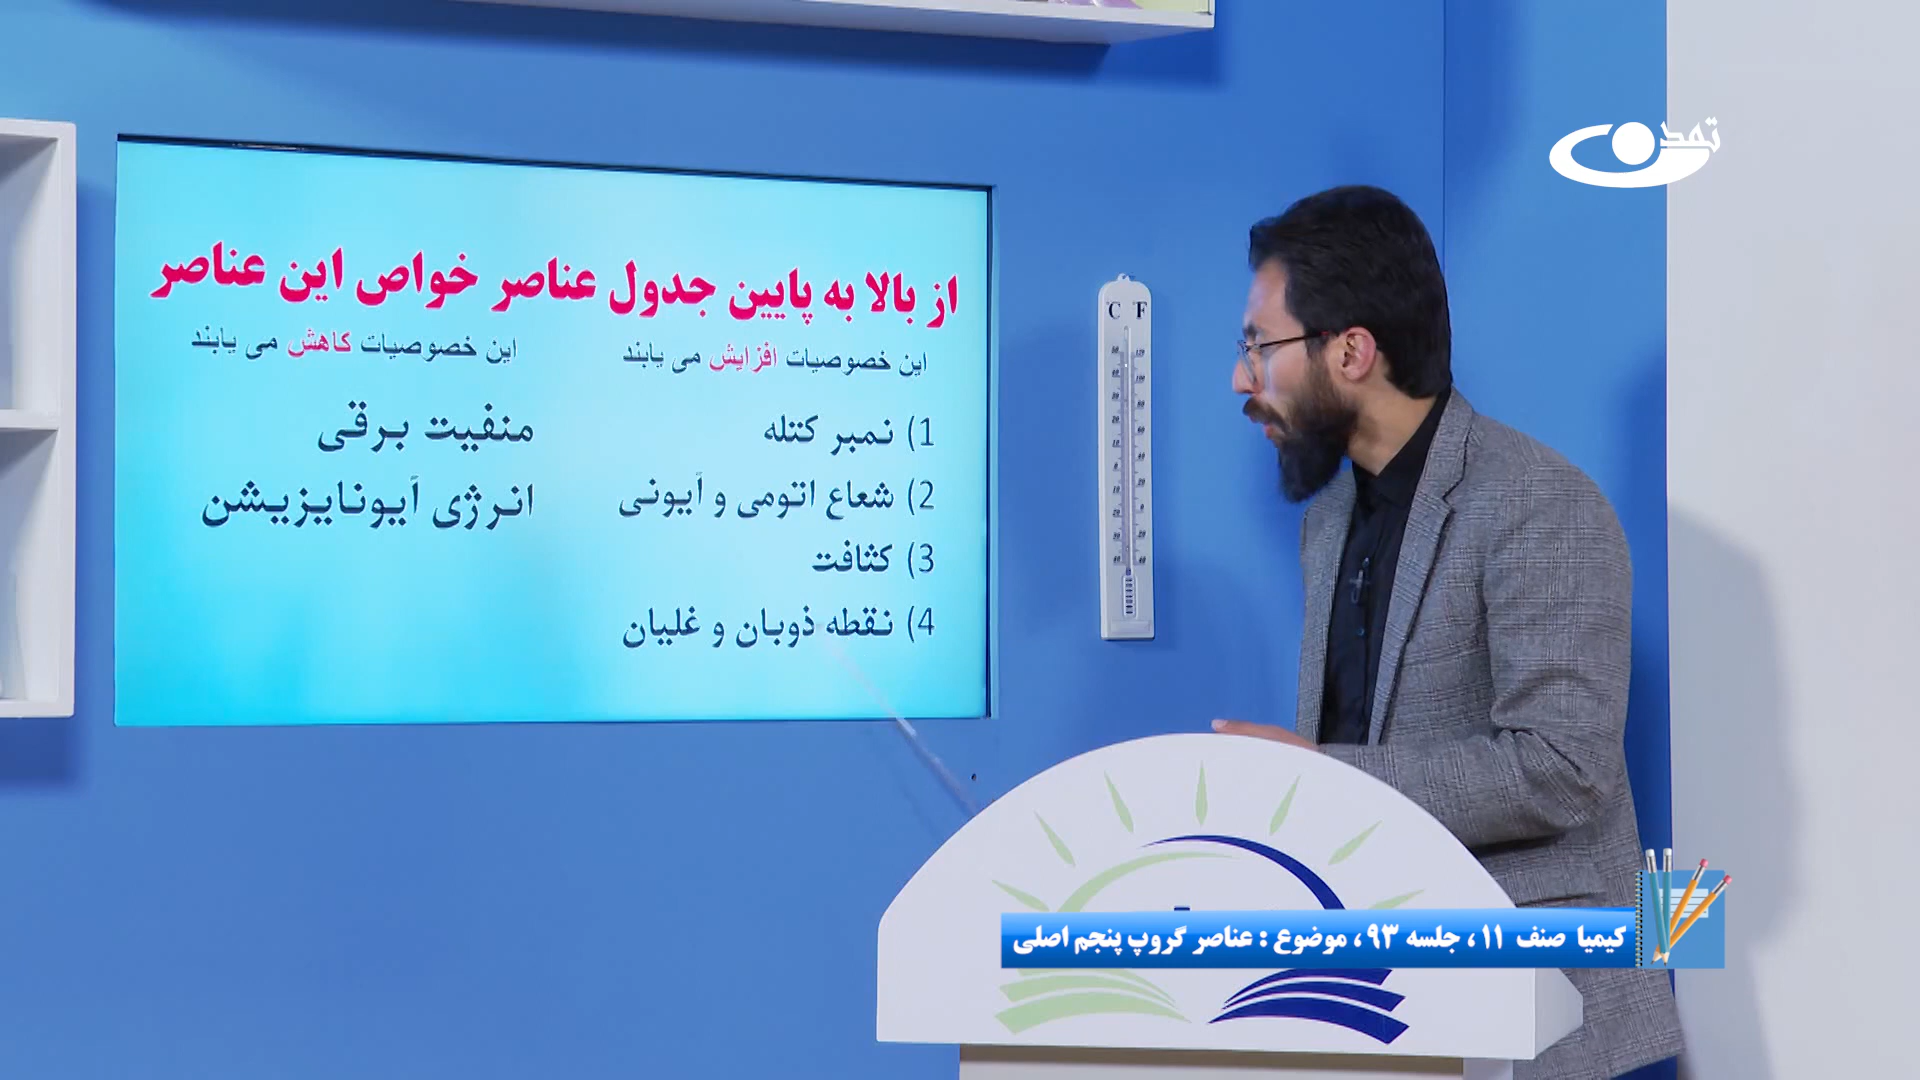 تمدن
از بالا به پایین جدول عناصر خواص این عناصر
این خصوصیات افزایش می یابند
1) نمبر کتله
2) شعاع اتومی و آیونی
3) کثافت
4) نقطه ذوبان و غلیان
این خصوصیات کاهش می یابند
منفیت برقی
انرژی آیونایزیشن
°C °F
کیمیا صنف ۱۱، جلسه ۹۳، موضوع : عناصر گروپ پنجم اصلی